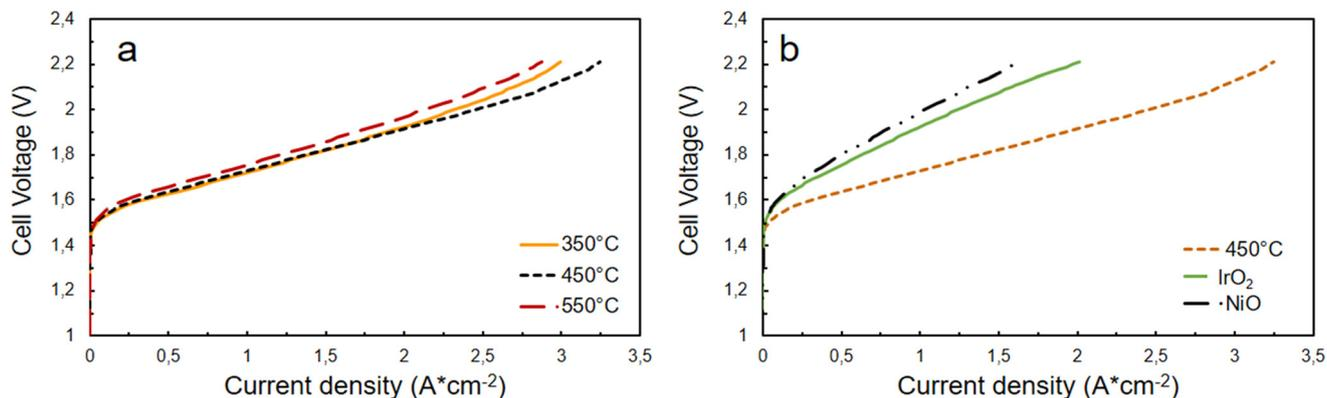 a
Cell Voltage (V)
2,4
2,2
2
1,8
1,6
1,4
1,2
1
0 0,5 1 1,5 2 2,5 3 3,5
Current density (A*cm-2)
350°C
450°C
550°C
b
Cell Voltage (V)
2,4
2,2
2
1,8
1,6
1,4
1,2
1
0 0,5 1 1,5 2 2,5 3 3,5
Current density (A*cm-2)
450°C
IrO2
NiO